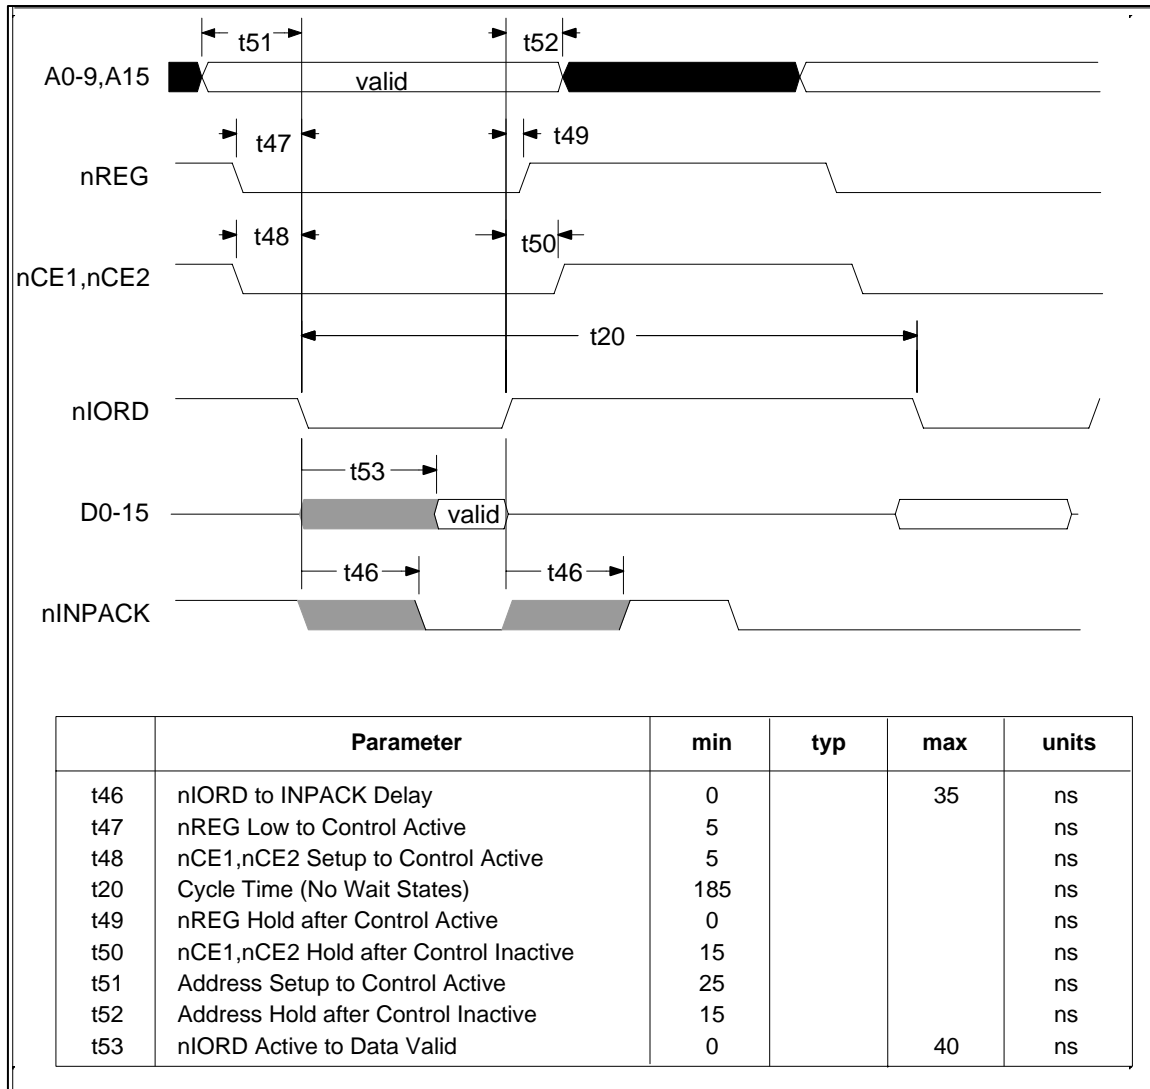 t51 t52
A0-9,A15 valid
t47 t49
nREG
t48 t50
nCE1,nCE2
t20
nIORD
t53
D0-15 valid
t46 t46
nINPACK
Parameter min typ max units
t46 nIORD to INPACK Delay 0 35 ns
t47 nREG Low to Control Active 5 ns
t48 nCE1,nCE2 Setup to Control Active 5 ns
t20 Cycle Time (No Wait States) 185 ns
t49 nREG Hold after Control Active 0 ns
t50 nCE1,nCE2 Hold after Control Inactive 15 ns
t51 Address Setup to Control Active 25 ns
t52 Address Hold after Control Inactive 15 ns
t53 nIORD Active to Data Valid 0 40 ns